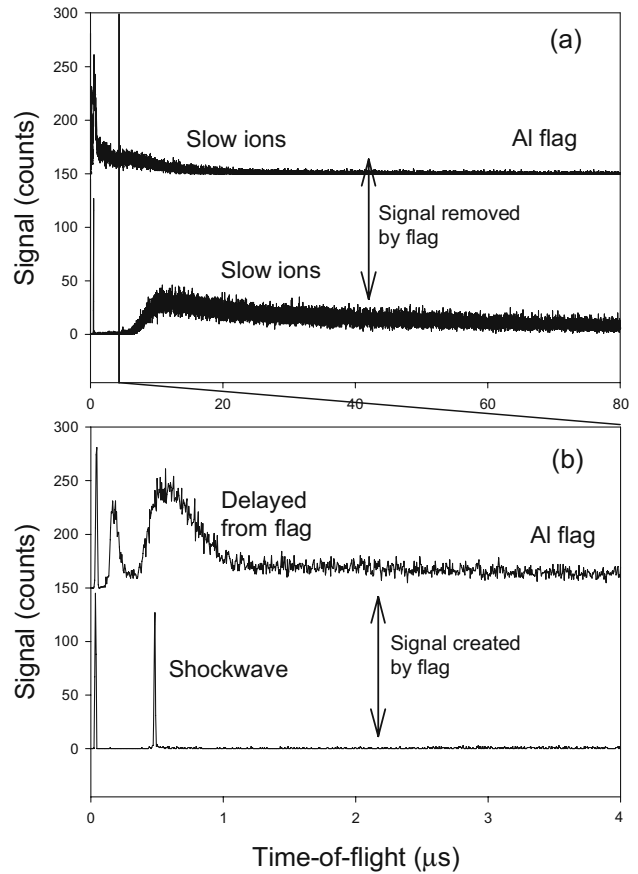 (a)
300
250
200
150
100
50
0
Signal (counts)
Slow ions
Al flag
Signal removed
by flag
Slow ions
0
20
40
60
80
(b)
300
250
200
150
100
50
0
Signal (counts)
Delayed
from flag
Al flag
Signal created
by flag
Shockwave
0
1
2
3
4
Time-of-flight (μs)